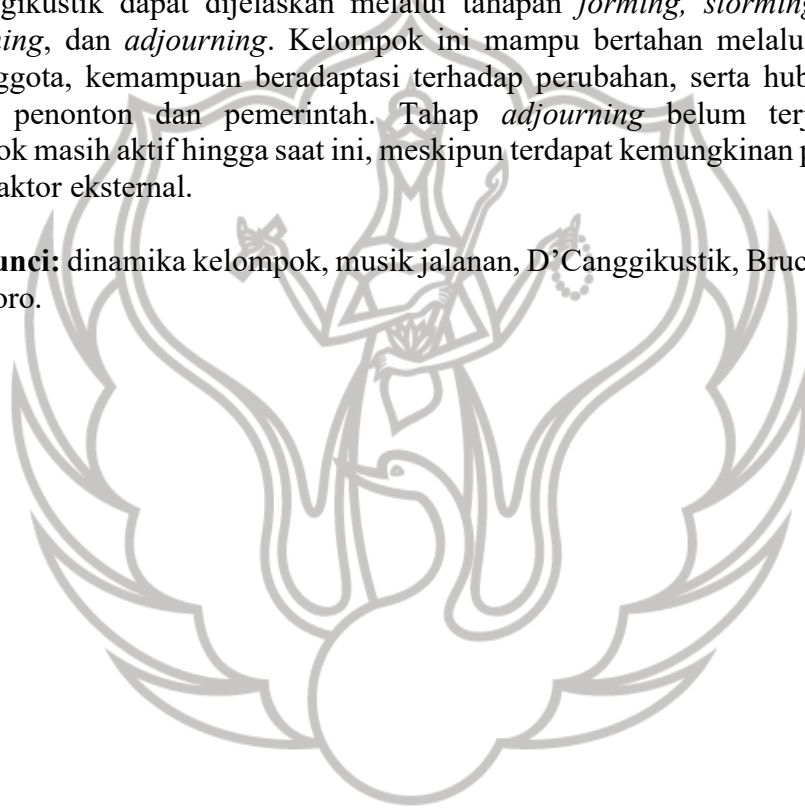 gikustik dapat dijelaskan melalui tahapan forming, storming
ing, dan adjourning. Kelompok ini mampu bertahan melalu
ggota, kemampuan beradaptasi terhadap perubahan, serta hub
penonton dan pemerintah. Tahap adjourning belum terj
ok masih aktif hingga saat ini, meskipun terdapat kemungkinan p
aktor eksternal.
unci: dinamika kelompok, musik jalanan, D’Canggikustik, Bruc
oro.